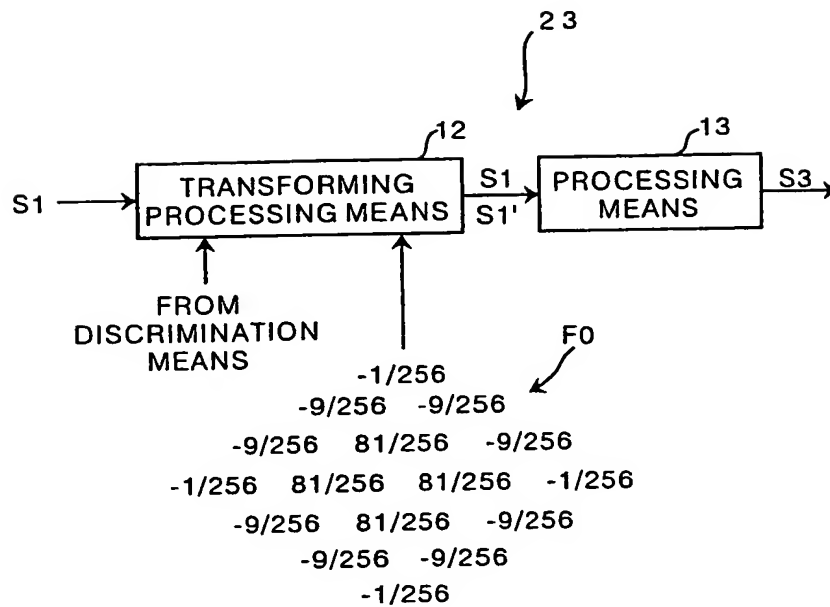 23
12
13
S1
TRANSFORMING
PROCESSING MEANS
S1
S1'
PROCESSING
MEANS
S3
FROM
DISCRIMINATION
MEANS
F0
-1/256
-9/256 -9/256
-9/256 81/256 -9/256
-1/256 81/256 81/256 -1/256
-9/256 81/256 -9/256
-9/256 -9/256
-1/256